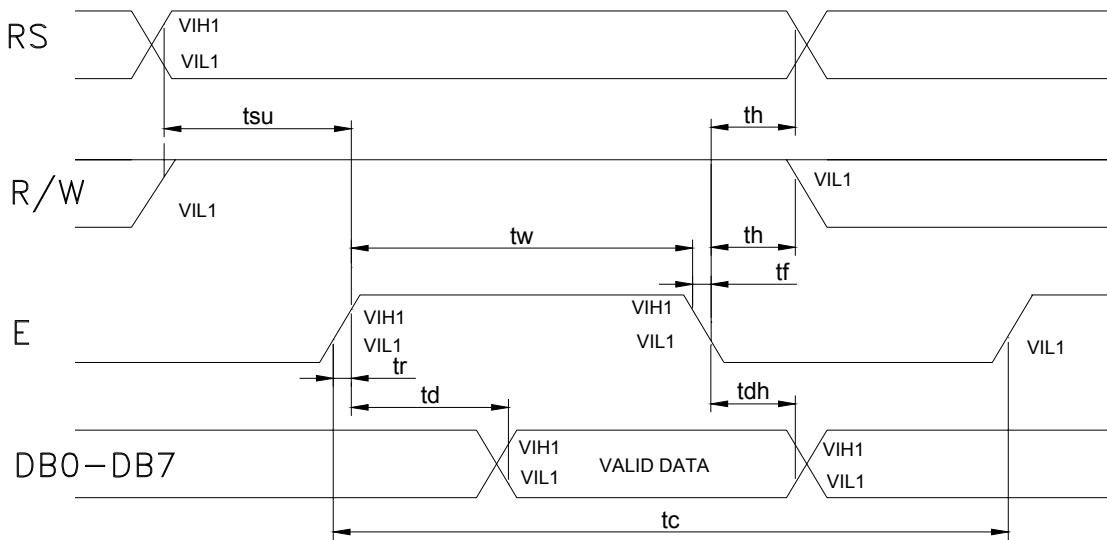 RS
VIH1
VIL1
tsu
th
R/W
VIL1
VIL1
tw
th
tf
E
VIH1
VIL1
VIH1
VIL1
VIL1
tr
td
tdh
DB0-DB7
VIH1
VIL1
VALID DATA
VIH1
VIL1
tc